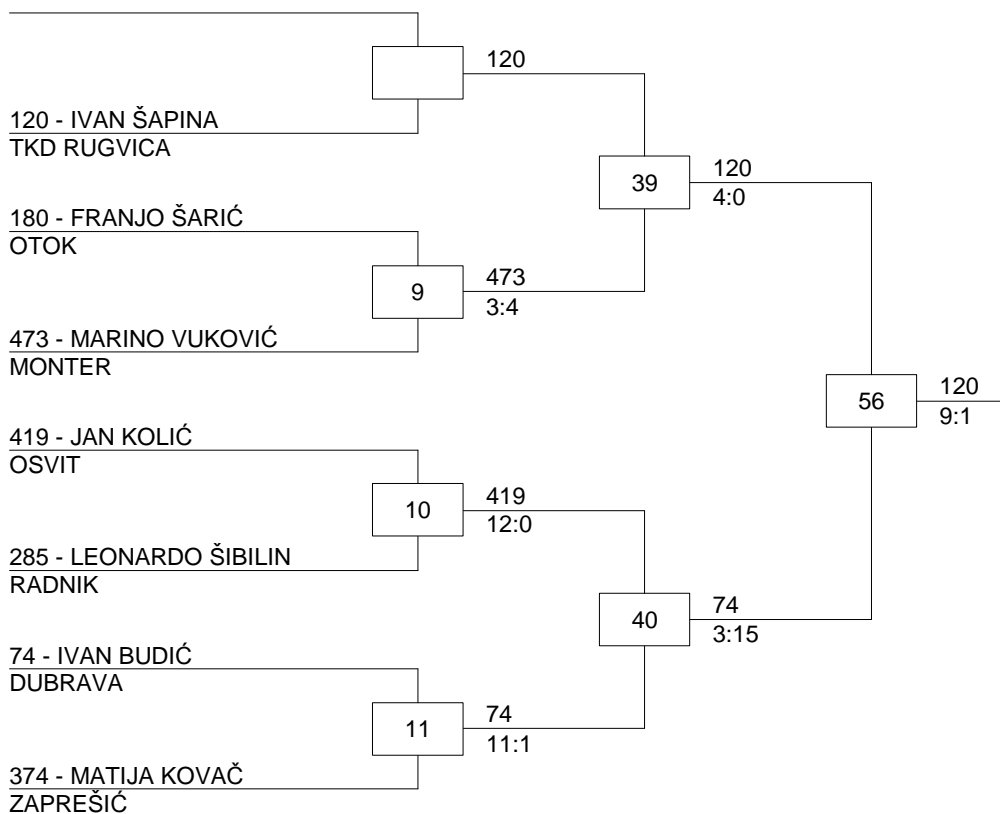 120
120 - IVAN ŠAPINA
TKD RUGVICA
39
120
4:0
180 - FRANJO ŠARIĆ
OTOK
9
473
3:4
473 - MARINO VUKOVIĆ
MONTER
56
120
9:1
419 - JAN KOLIĆ
OSVIT
10
419
12:0
285 - LEONARDO ŠIBILIN
RADNIK
40
74
3:15
74 - IVAN BUDIĆ
DUBRAVA
11
74
11:1
374 - MATIJA KOVAČ
ZAPREŠIĆ